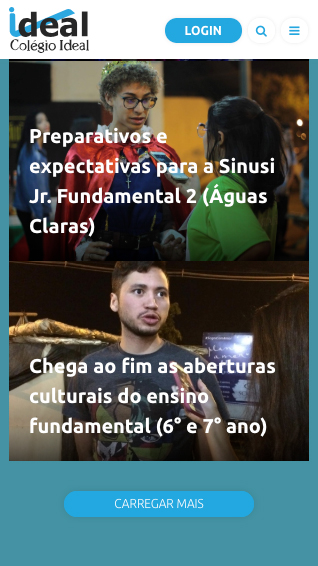 ideal
Colégio Ideal
LOGIN
Preparativos e
expectativas para a Sinusi
Jr. Fundamental 2 (Águas
Claras)
Chega ao fim as aberturas
culturais do ensino
fundamental (6° e 7° ano)
CARREGAR MAIS